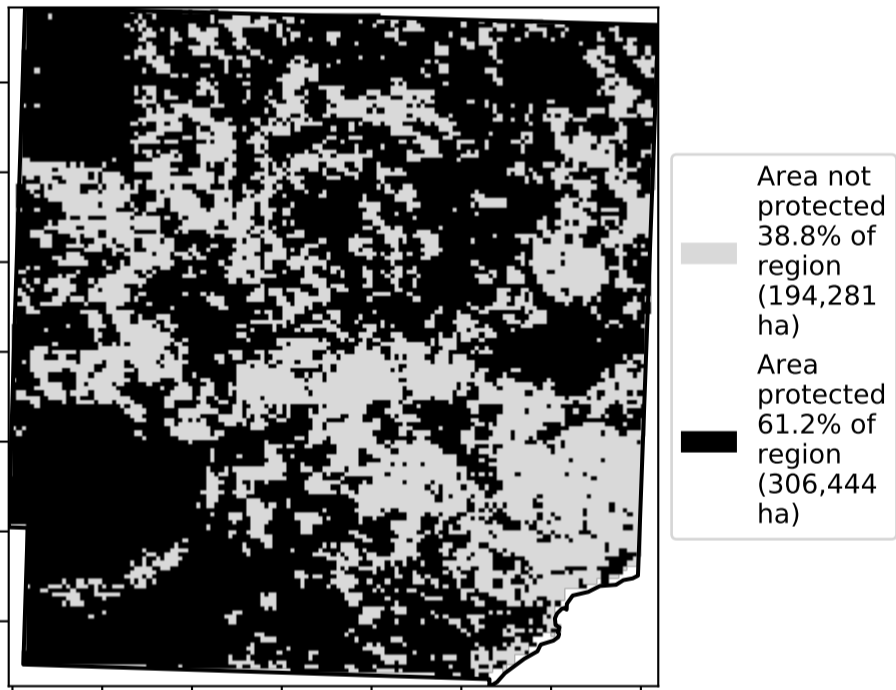 Area not
protected
38.8% of
region
(194,281
ha)
Area
protected
61.2% of
region
(306,444
ha)